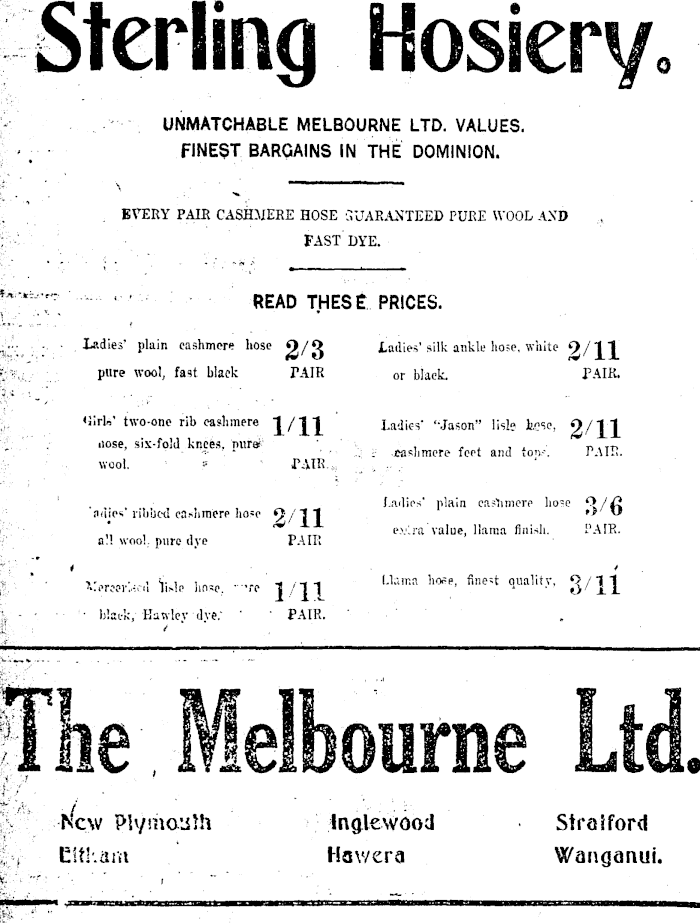 Sterling Hosiery.
UNMATCHABLE MELBOURNE LTD. VALUES.
FINEST BARGAINS IN THE DOMINION.
EVERY PAIR CASHMERE HOSE GUARANTEED PURE WOOL AND
FAST DYE.
READ THESE PRICES.
Ladies' plain cashmere hose 2/3
pure wool, fast black PAIR
Girls' two-one rib cashmere 1/11
hose, six-fold knees, pure
wool. PAIR.
Ladies' ribbed cashmere hose 2/11
all wool, pure dye PAIR
Mercerised lisle hose, 1/11
black, Hawley dye. PAIR.
Ladies' silk ankle hose, white 2/11
or black. PAIR.
Ladies' "Jason" lisle hose, 2/11
cashmere feet and tops. PAIR.
Ladies' plain cashmere hose 3/6
extra value, llama finish. PAIR.
Llama hose, finest quality, 3/11
The Melbourne Ltd.
New Plymouth Inglewood Stratford
Eltham Hawera Wanganui.